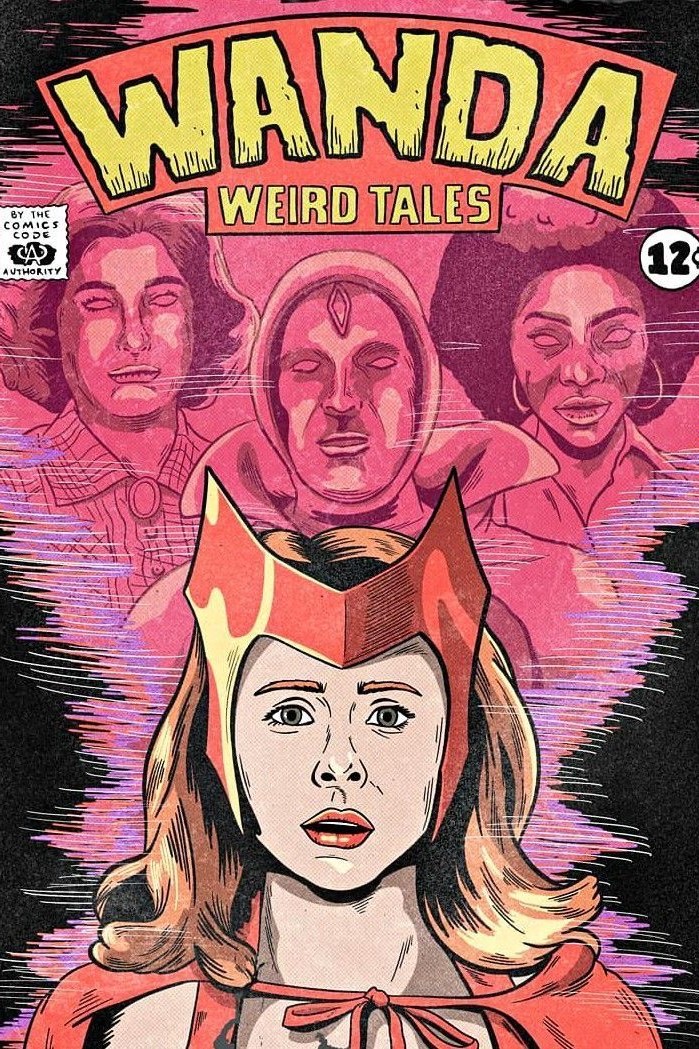 WANDA
WEIRD TALES
BY THE
COMICS
CODE
CA
AUTHORITY
12¢